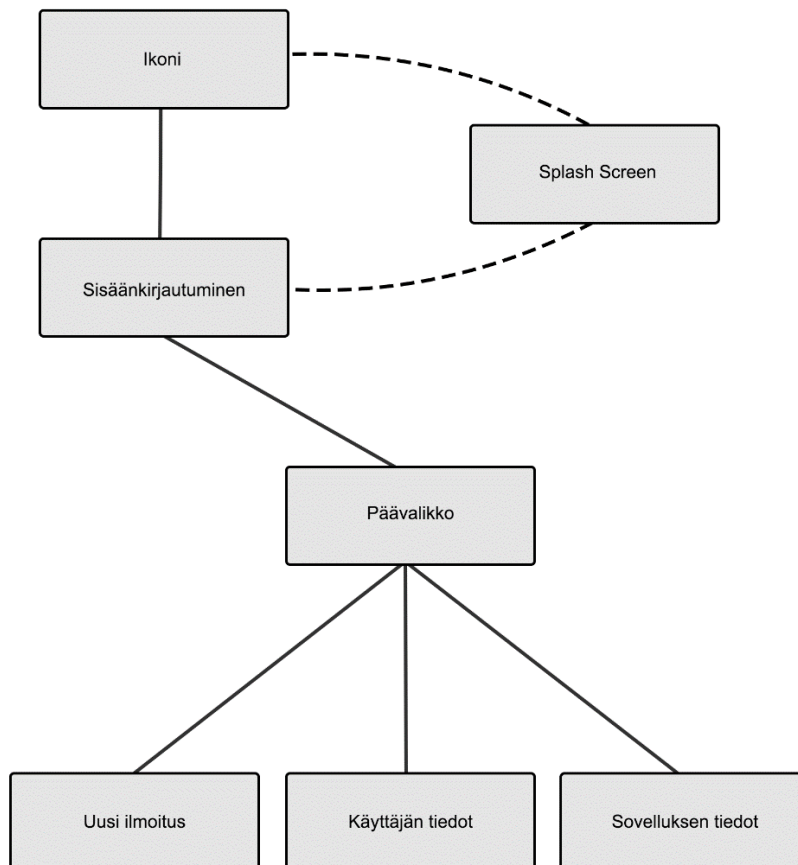 Ikoni
Splash Screen
Sisäänkirjautuminen
Päävalikko
Uusi ilmoitus
Käyttäjän tiedot
Sovelluksen tiedot